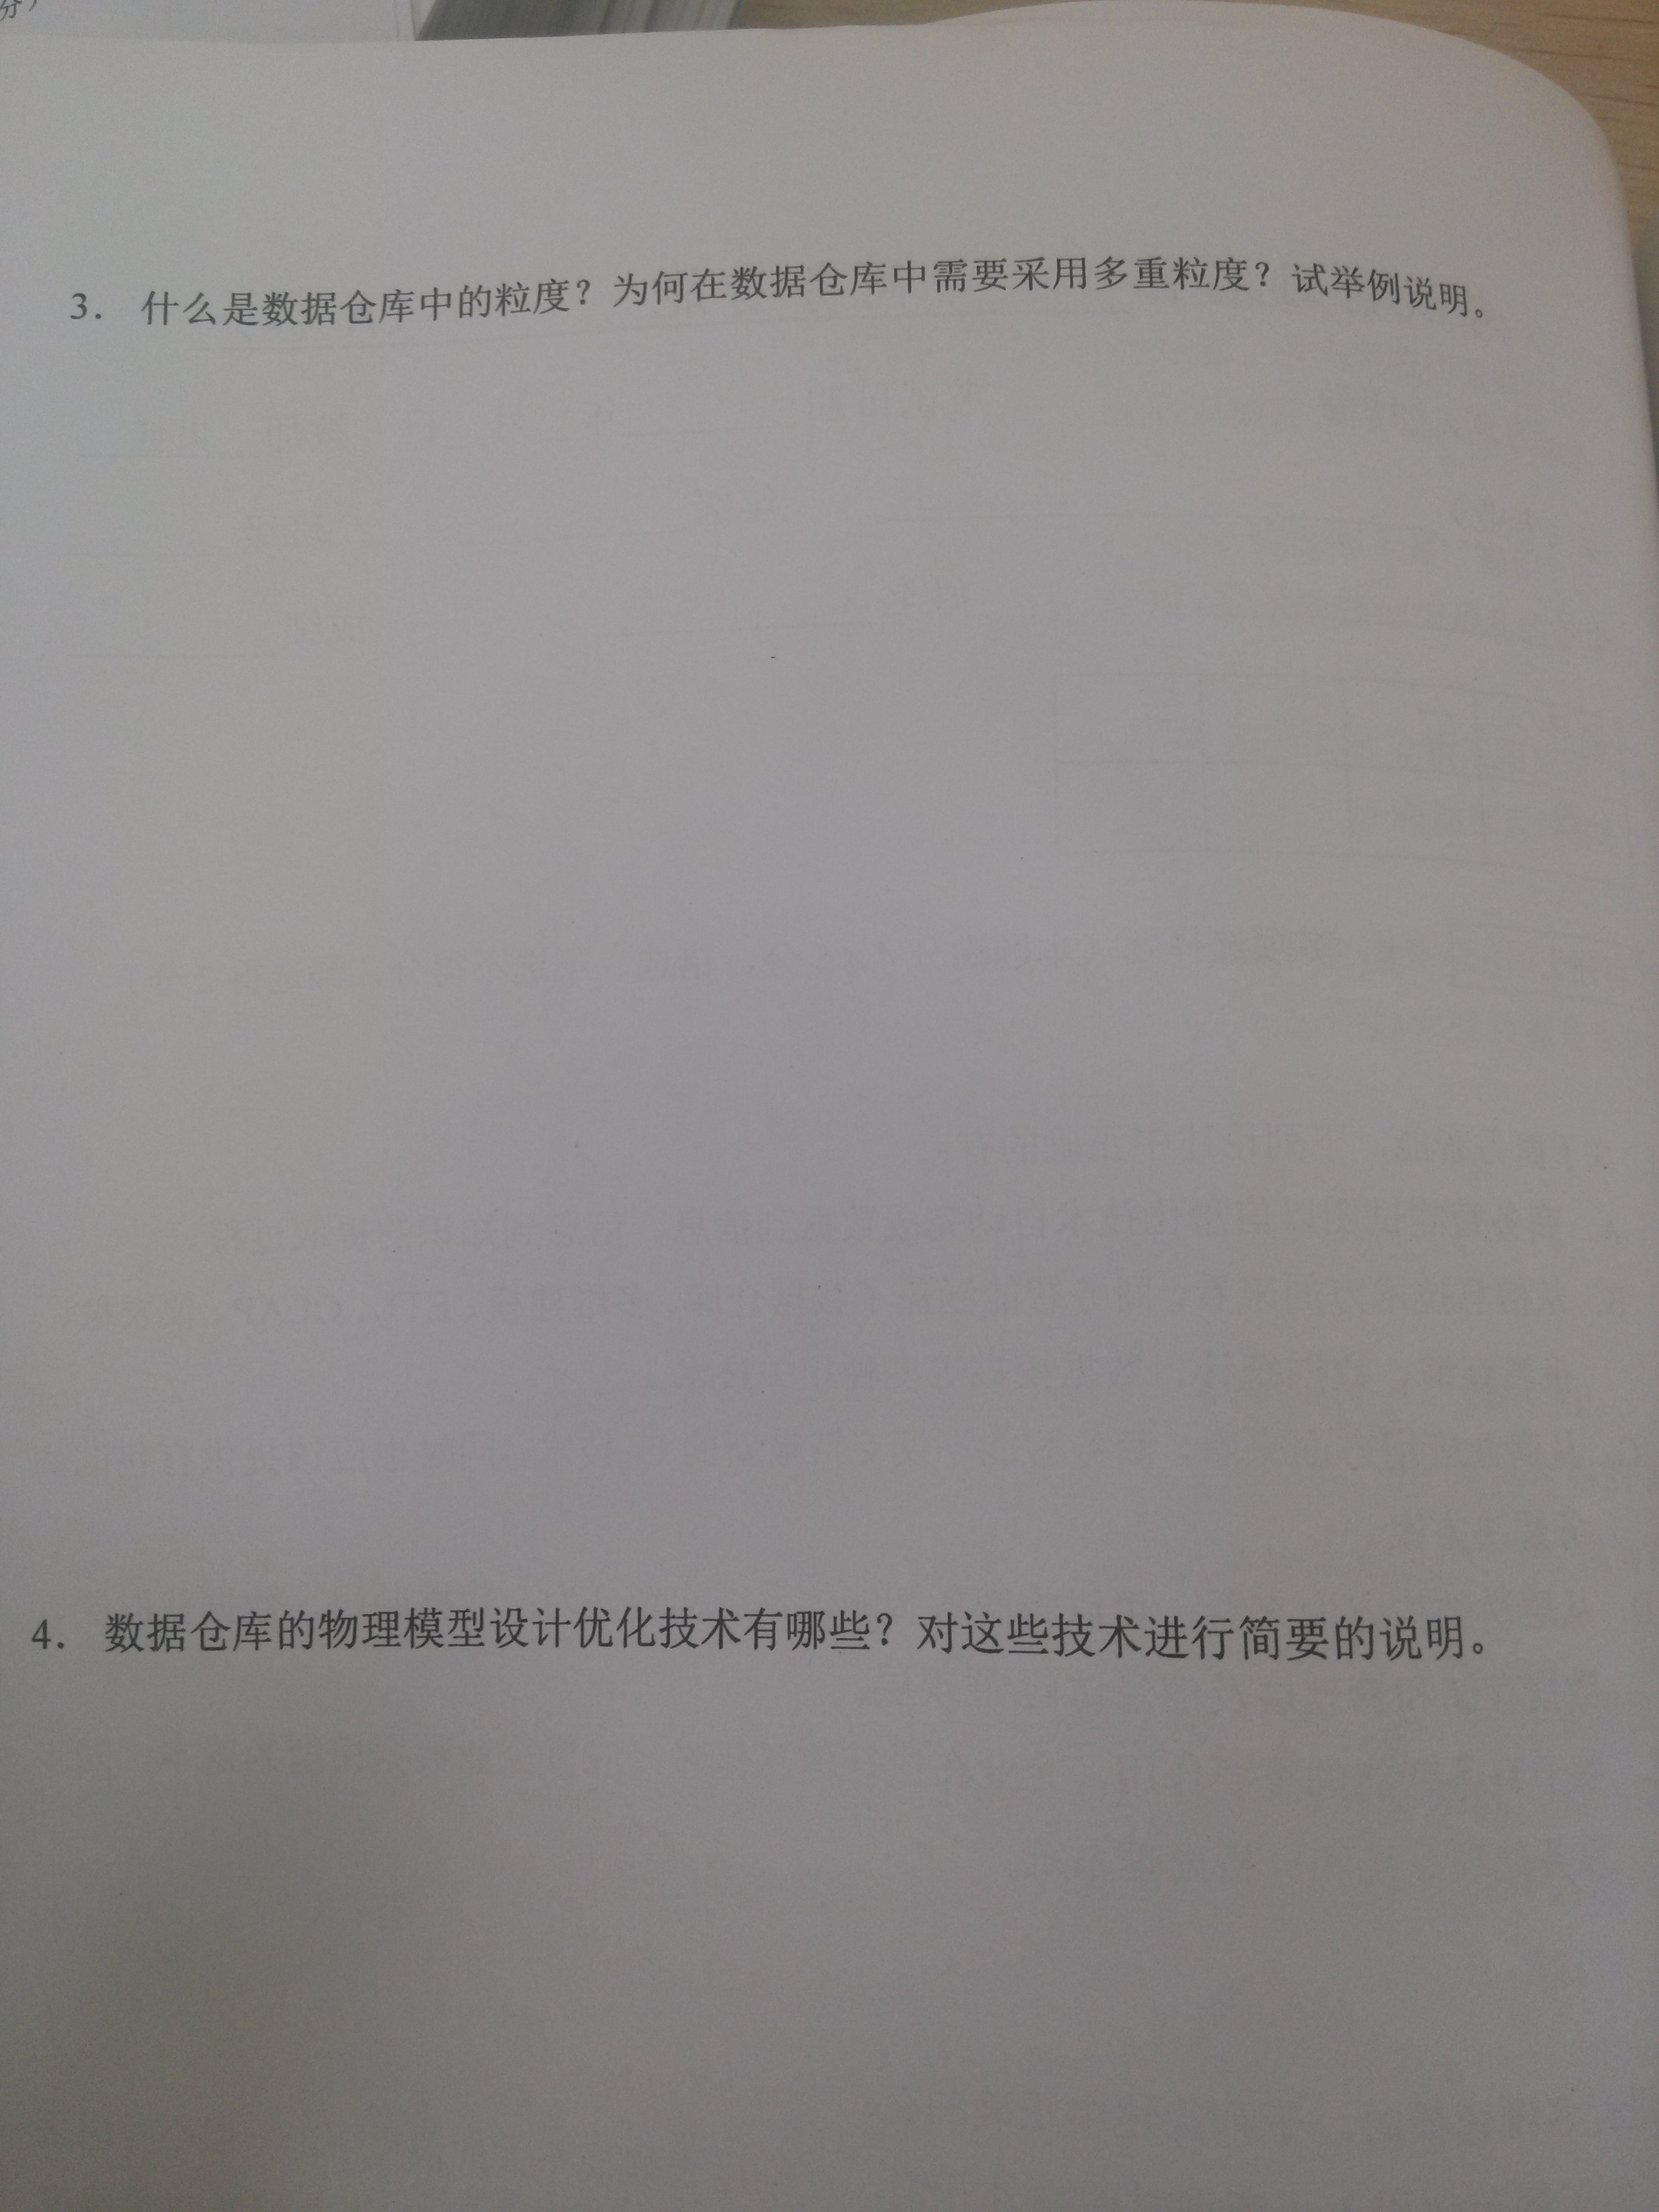 分）
3. 什么是数据仓库中的粒度？为何在数据仓库中需要采用多重粒度？试举例说明。
4. 数据仓库的物理模型设计优化技术有哪些？对这些技术进行简要的说明。